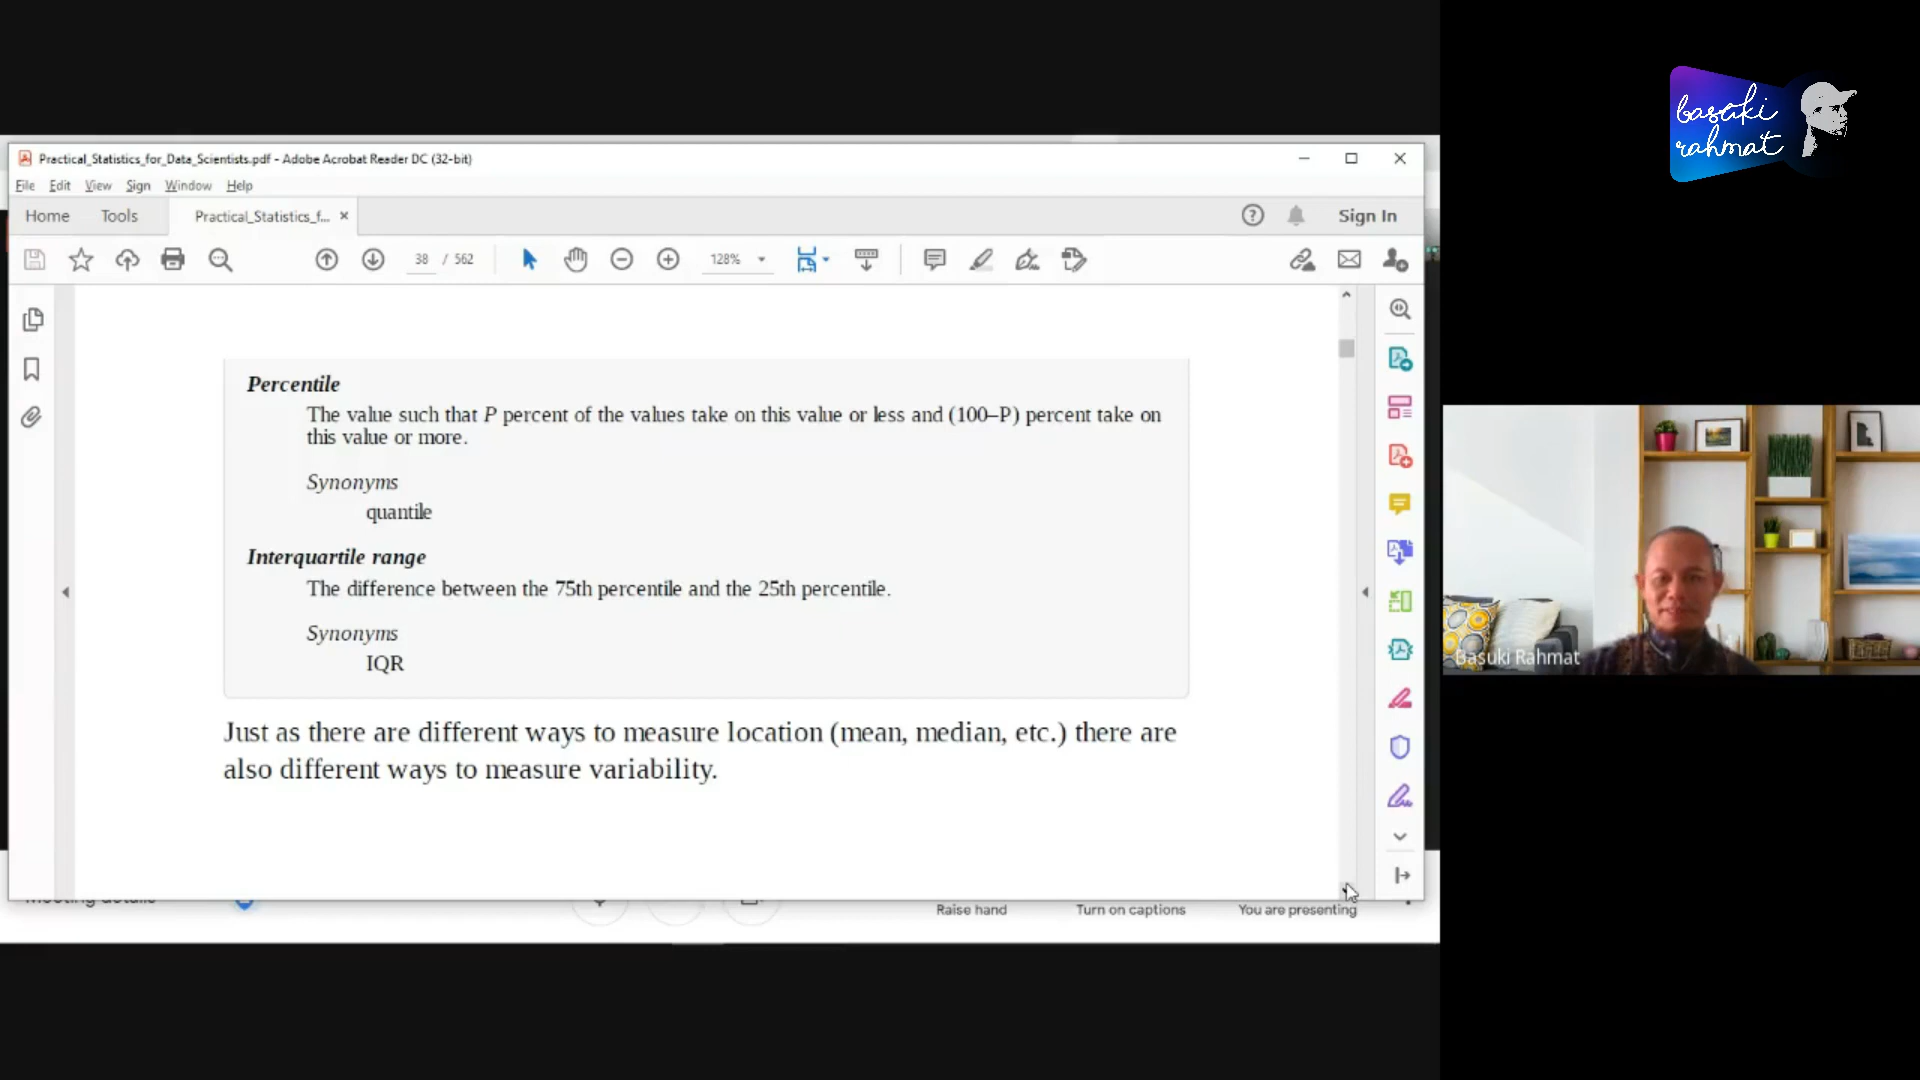 basuki
rahmat
Practical_Statistics_for_Data_Scientists.pdf - Adobe Acrobat Reader DC (32-bit)
File Edit View Sign Window Help
Home Tools Practical_Statistics_f... × Sign In
38 / 562 128%
Percentile
The value such that P percent of the values take on this value or less and (100–P) percent take on
this value or more.
Synonyms
quantile
Interquartile range
The difference between the 75th percentile and the 25th percentile.
Synonyms
IQR
Just as there are different ways to measure location (mean, median, etc.) there are
also different ways to measure variability.
Meeting details Raise hand Turn on captions You are presenting
Basuki Rahmat